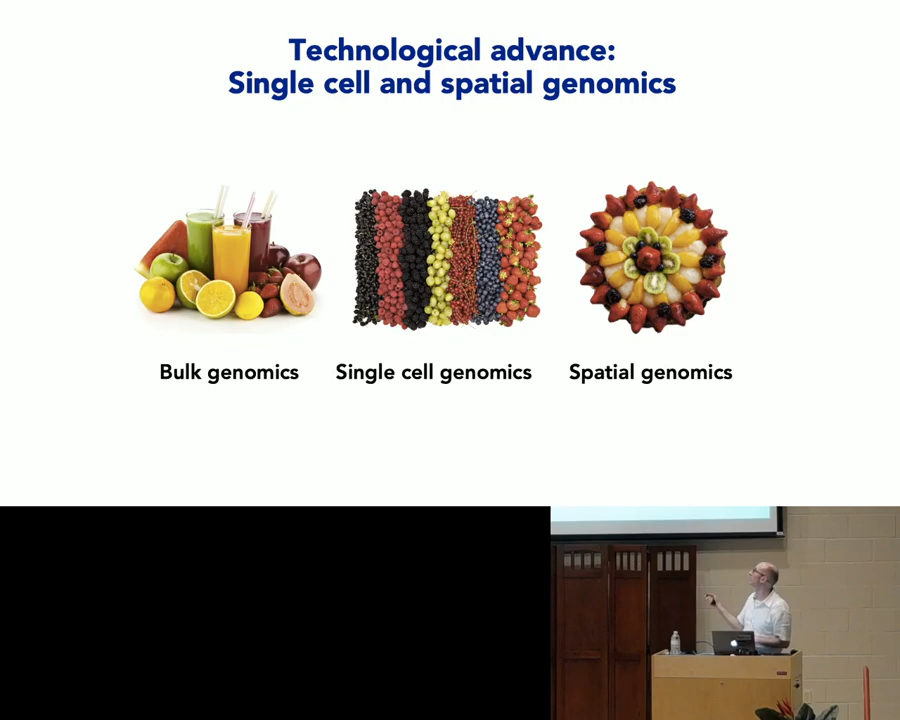 Technological advance:
Single cell and spatial genomics
Bulk genomics
Single cell genomics
Spatial genomics